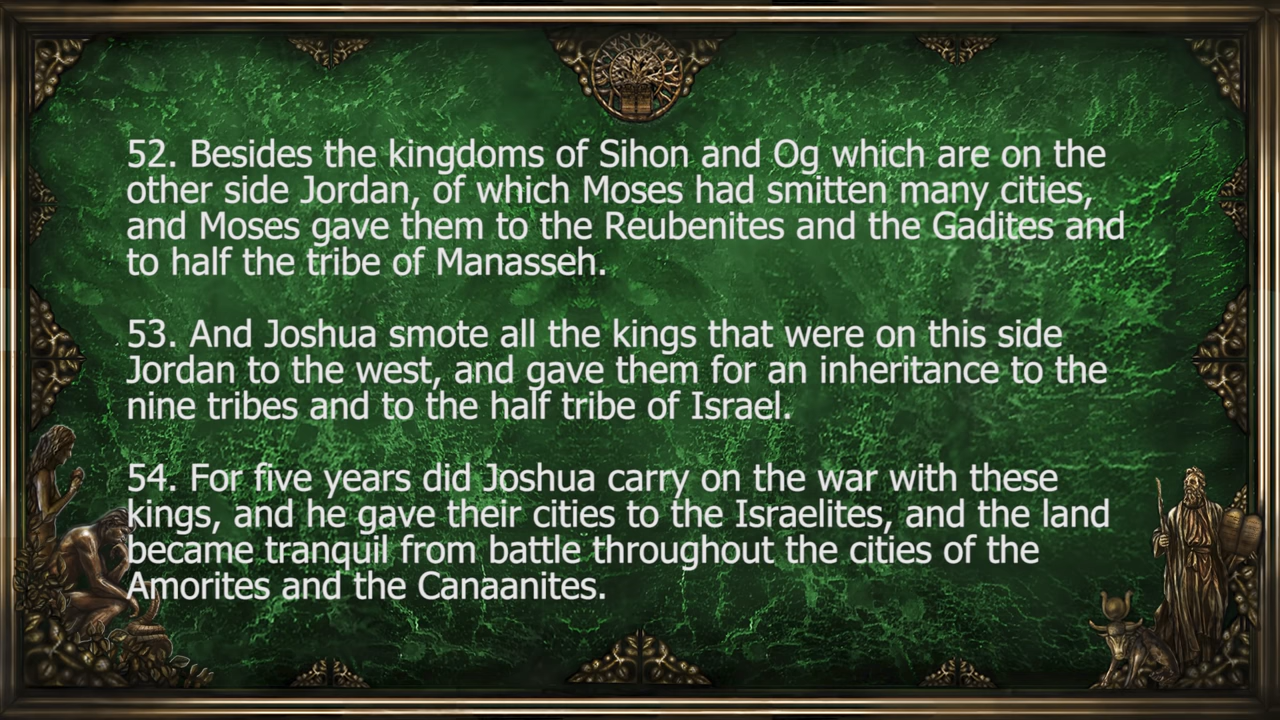 52. Besides the kingdoms of Sihon and Og which are on the
other side Jordan, of which Moses had smitten many cities,
and Moses gave them to the Reubenites and the Gadites and
to half the tribe of Manasseh.
53. And Joshua smote all the kings that were on this side
Jordan to the west, and gave them for an inheritance to the
nine tribes and to the half tribe of Israel.
54. For five years did Joshua carry on the war with these
kings, and he gave their cities to the Israelites, and the land
became tranquil from battle throughout the cities of the
Amorites and the Canaanites.